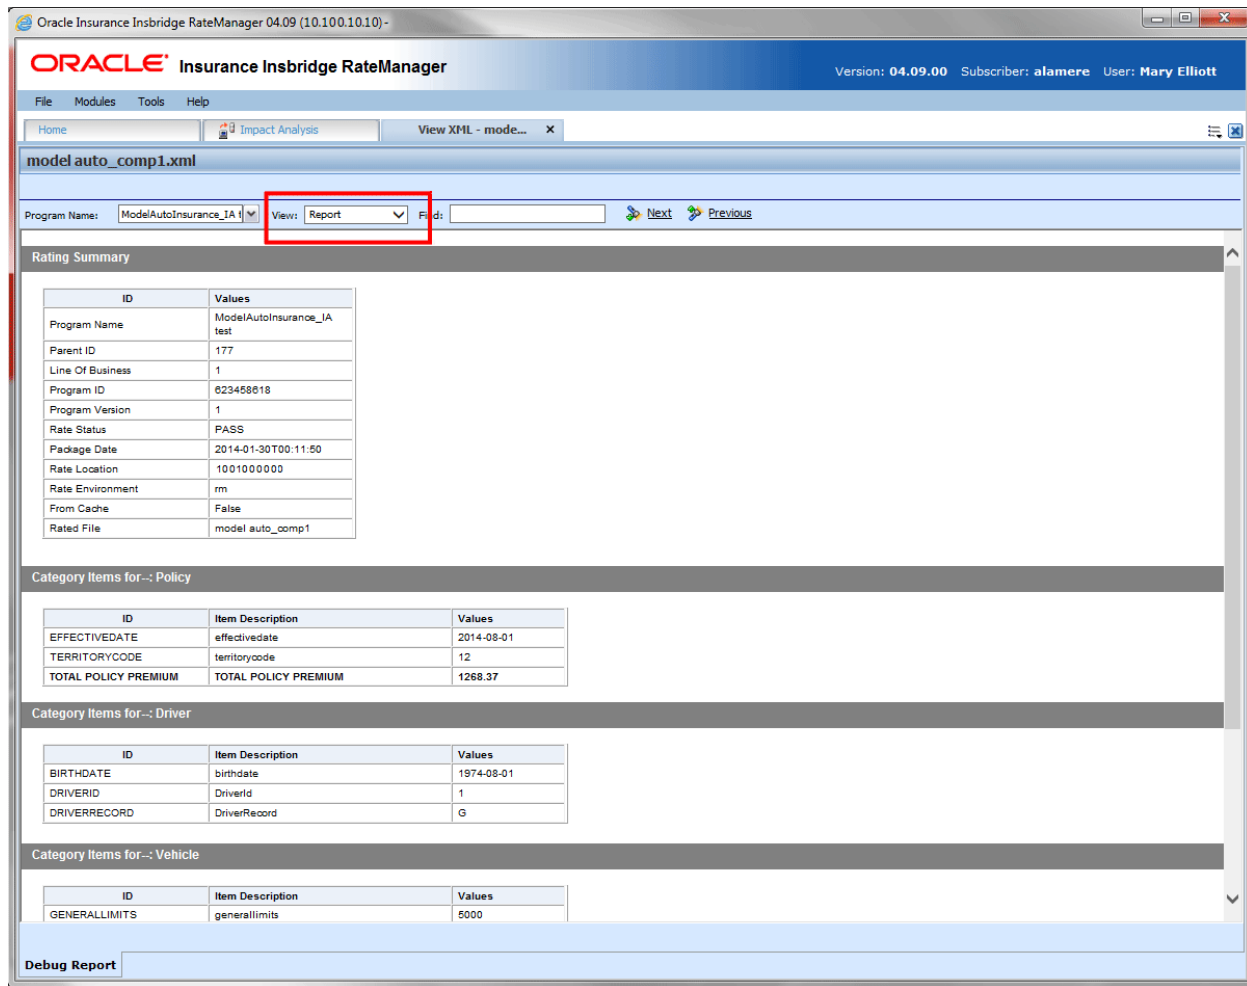 Oracle Insurance Insbridge RateManager 04.09 (10.100.10.10) -
ORACLE Insurance Insbridge RateManager
Version: 04.09.00 Subscriber: alamere User: Mary Elliott
File Modules Tools Help
Home Impact Analysis View XML - mode... X
model auto_comp1.xml
Program Name: ModelAutoInsurance_IA t View: Report Find: Next Previous
Rating Summary
ID Values
Program Name ModelAutoInsurance_IA
test
Parent ID 177
Line Of Business 1
Program ID 623458618
Program Version 1
Rate Status PASS
Package Date 2014-01-30T00:11:50
Rate Location 1001000000
Rate Environment rm
From Cache False
Rated File model auto_comp1
Category Items for--: Policy
ID Item Description Values
EFFECTIVEDATE effectivedate 2014-08-01
TERRITORYCODE territorycode 12
TOTAL POLICY PREMIUM TOTAL POLICY PREMIUM 1268.37
Category Items for--: Driver
ID Item Description Values
BIRTHDATE birthdate 1974-08-01
DRIVERID DriverId 1
DRIVERRECORD DriverRecord G
Category Items for--: Vehicle
ID Item Description Values
GENERALLIMITS generallimits 5000
Debug Report